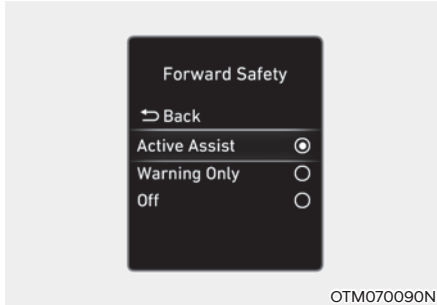 Forward Safety
Back
Active Assist
Warning Only
Off
OTM070090N